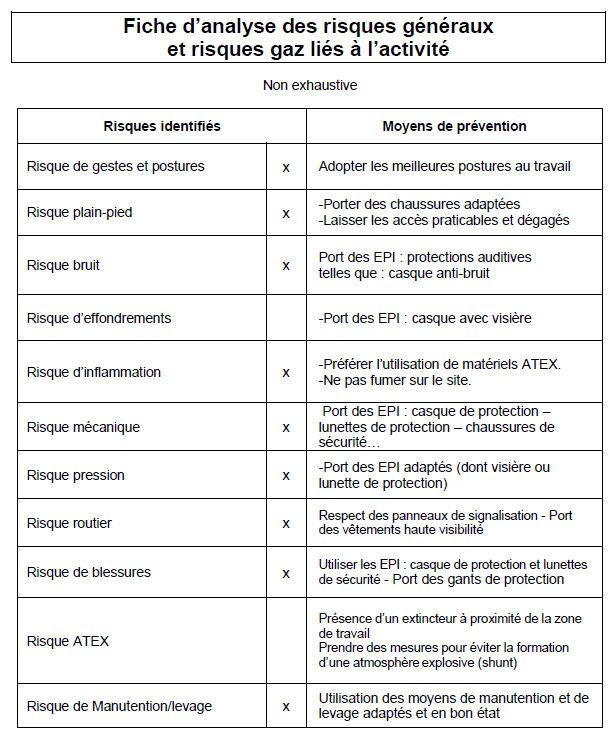 Fiche d’analyse des risques généraux
et risques gaz liés à l’activité
Non exhaustive
Risques identifiés
Moyens de prévention
Risque de gestes et postures
x
Adopter les meilleures postures au travail
Risque plain-pied
x
-Porter des chaussures adaptées
-Laisser les accès praticables et dégagés
Risque bruit
x
Port des EPI : protections auditives
telles que : casque anti-bruit
Risque d’effondrements
-Port des EPI : casque avec visière
Risque d’inflammation
x
-Préférer l’utilisation de matériels ATEX.
-Ne pas fumer sur le site.
Risque mécanique
x
Port des EPI : casque de protection –
lunettes de protection – chaussures de
sécurité…
Risque pression
x
-Port des EPI adaptés (dont visière ou
lunette de protection)
Risque routier
x
Respect des panneaux de signalisation - Port
des vêtements haute visibilité
Risque de blessures
x
Utiliser les EPI : casque de protection et lunettes
de sécurité - Port des gants de protection
Risque ATEX
Présence d’un extincteur à proximité de la zone
de travail
Prendre des mesures pour éviter la formation
d’une atmosphère explosive (shunt)
Risque de Manutention/levage
x
Utilisation des moyens de manutention et de
levage adaptés et en bon état